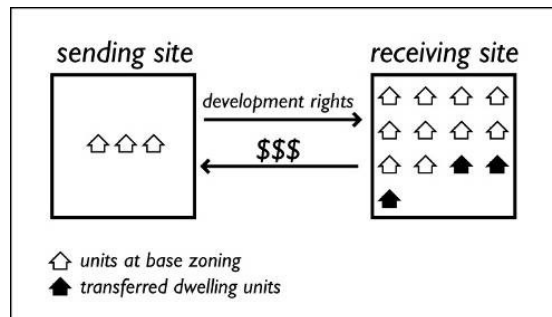 sending site
receiving site
development rights
$$$
units at base zoning
transferred dwelling units